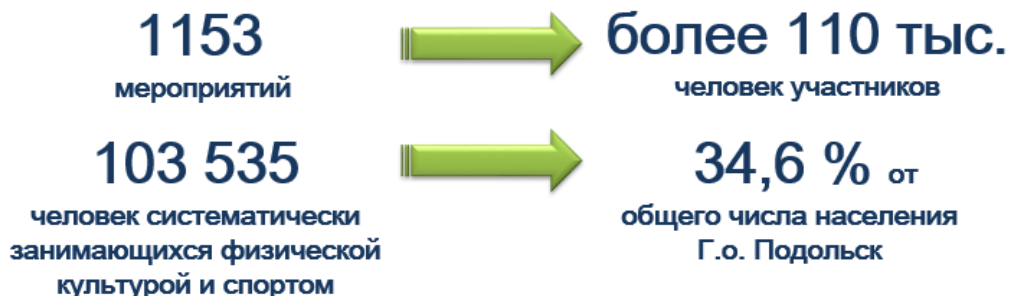 1153
мероприятий
более 110 тыс.
человек участников
103 535
человек систематически
занимающихся физической
культурой и спортом
34,6 % от
общего числа населения
Г.о. Подольск